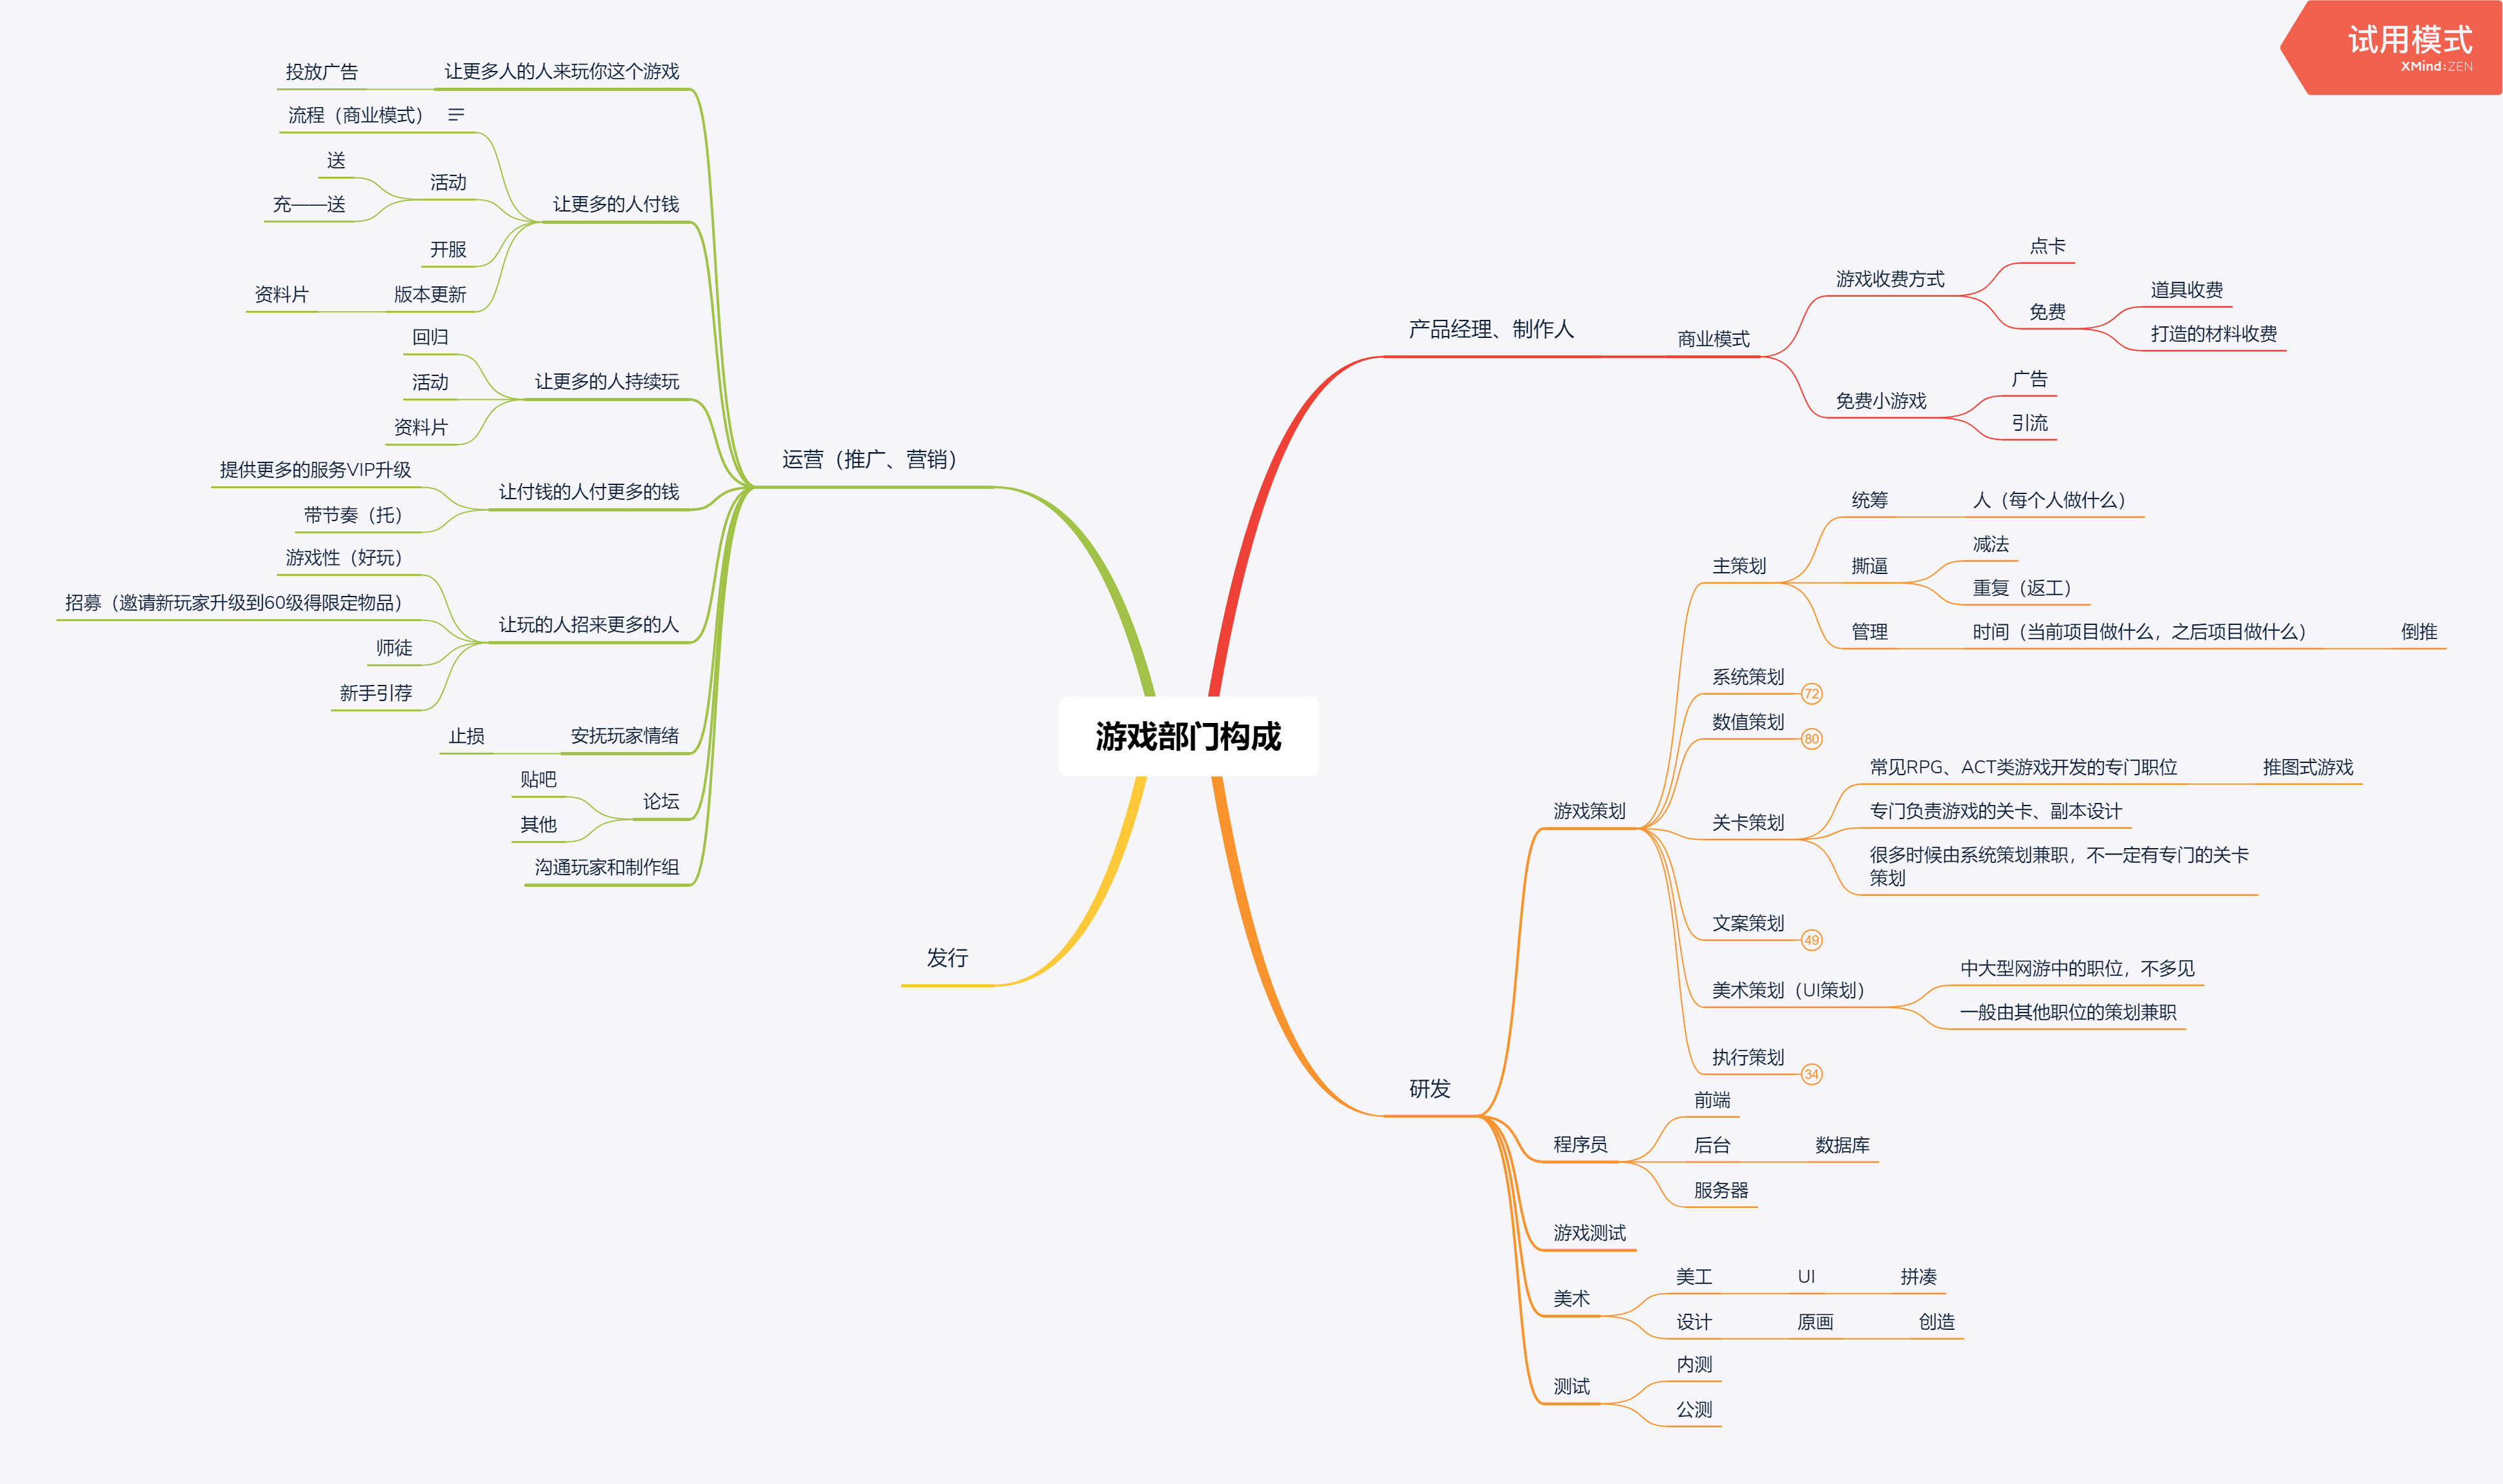 试用模式
XMind:ZEN
游戏部门构成
产品经理、制作人
商业模式
游戏收费方式
点卡
免费
道具收费
打造的材料收费
免费小游戏
广告
引流
研发
游戏策划
主策划
统筹
人（每个人做什么）
撕逼
减法
重复（返工）
管理
时间（当前项目做什么，之后项目做什么）
倒推
系统策划
72
数值策划
80
关卡策划
常见RPG、ACT类游戏开发的专门职位
推图式游戏
专门负责游戏的关卡、副本设计
很多时候由系统策划兼职，不一定有专门的关卡
策划
文案策划
49
美术策划（UI策划）
中大型网游中的职位，不多见
一般由其他职位的策划兼职
执行策划
34
程序员
前端
后台
数据库
服务器
游戏测试
美术
美工
UI
拼凑
设计
原画
创造
测试
内测
公测
运营（推广、营销）
让更多人的人来玩你这个游戏
投放广告
让更多的人付钱
流程（商业模式）
活动
送
充——送
开服
版本更新
资料片
让更多的人持续玩
回归
活动
资料片
让付钱的人付更多的钱
提供更多的服务VIP升级
带节奏（托）
让玩的人招来更多的人
游戏性（好玩）
招募（邀请新玩家升级到60级得限定物品）
师徒
新手引荐
安抚玩家情绪
止损
论坛
贴吧
其他
沟通玩家和制作组
发行